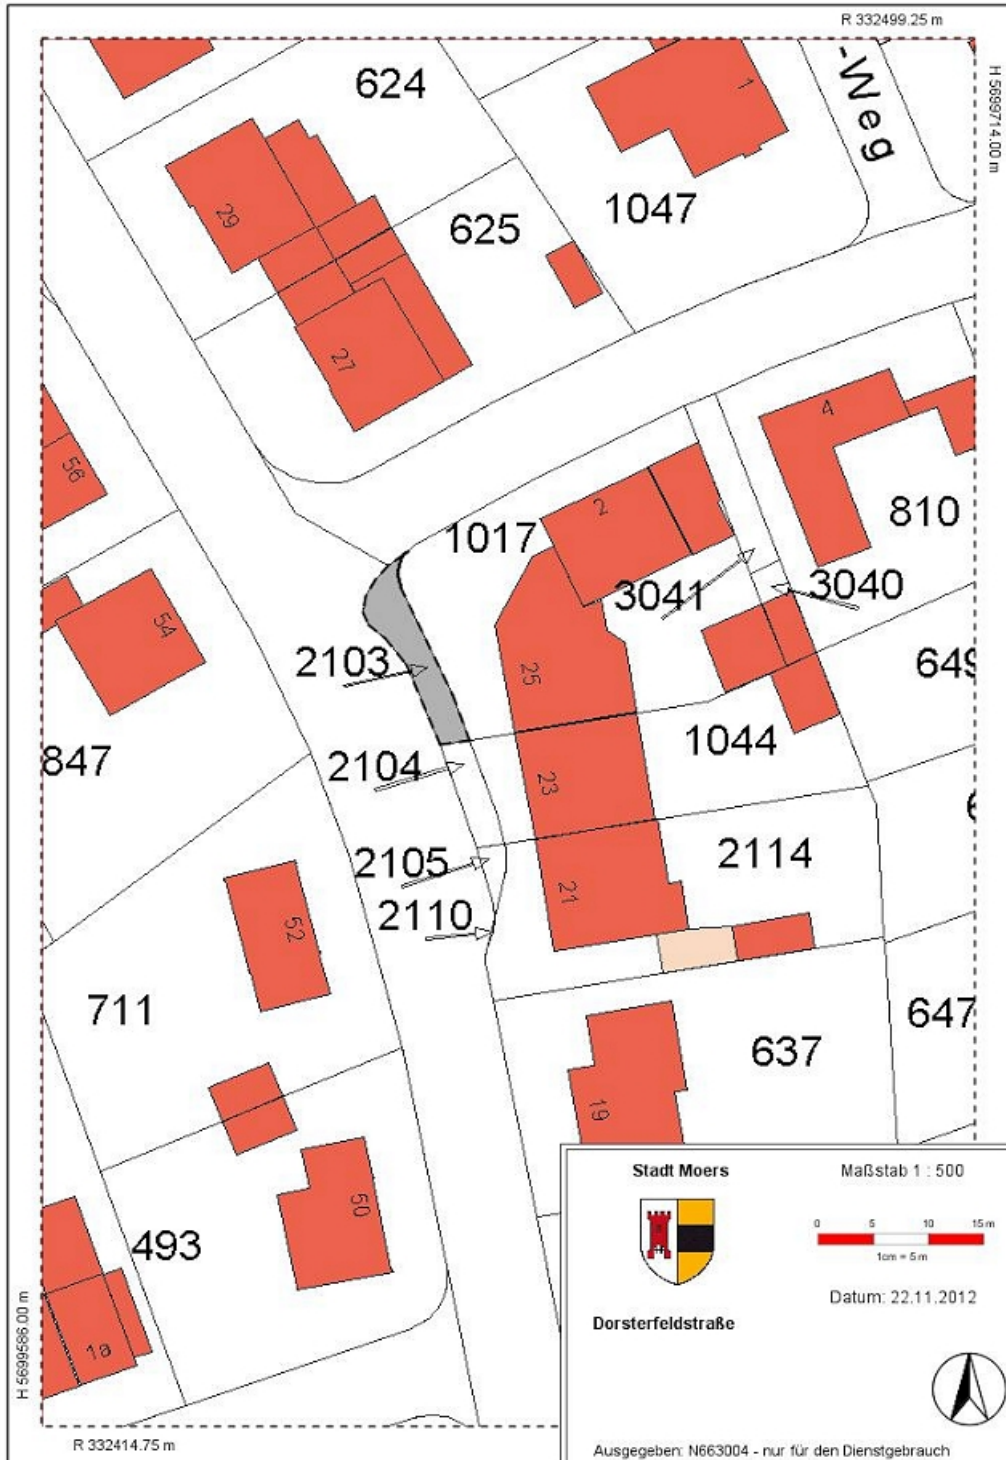 R 332499.25 m
H 5699714.00 m
-Weg
624
1
29
625
1047
27
56
4
810
2
1017
3041
3040
54
2103
25
649
847
1044
2104
23
2114
2105
21
2110
52
711
647
637
19
493
50
1a
H 5699586.00 m
R 332414.75 m
Stadt Moers
Maßstab 1 : 500
0 5 10 15 m
1cm = 5 m
Datum: 22.11.2012
Dorsterfeldstraße
Ausgegeben: N663004 - nur für den Dienstgebrauch